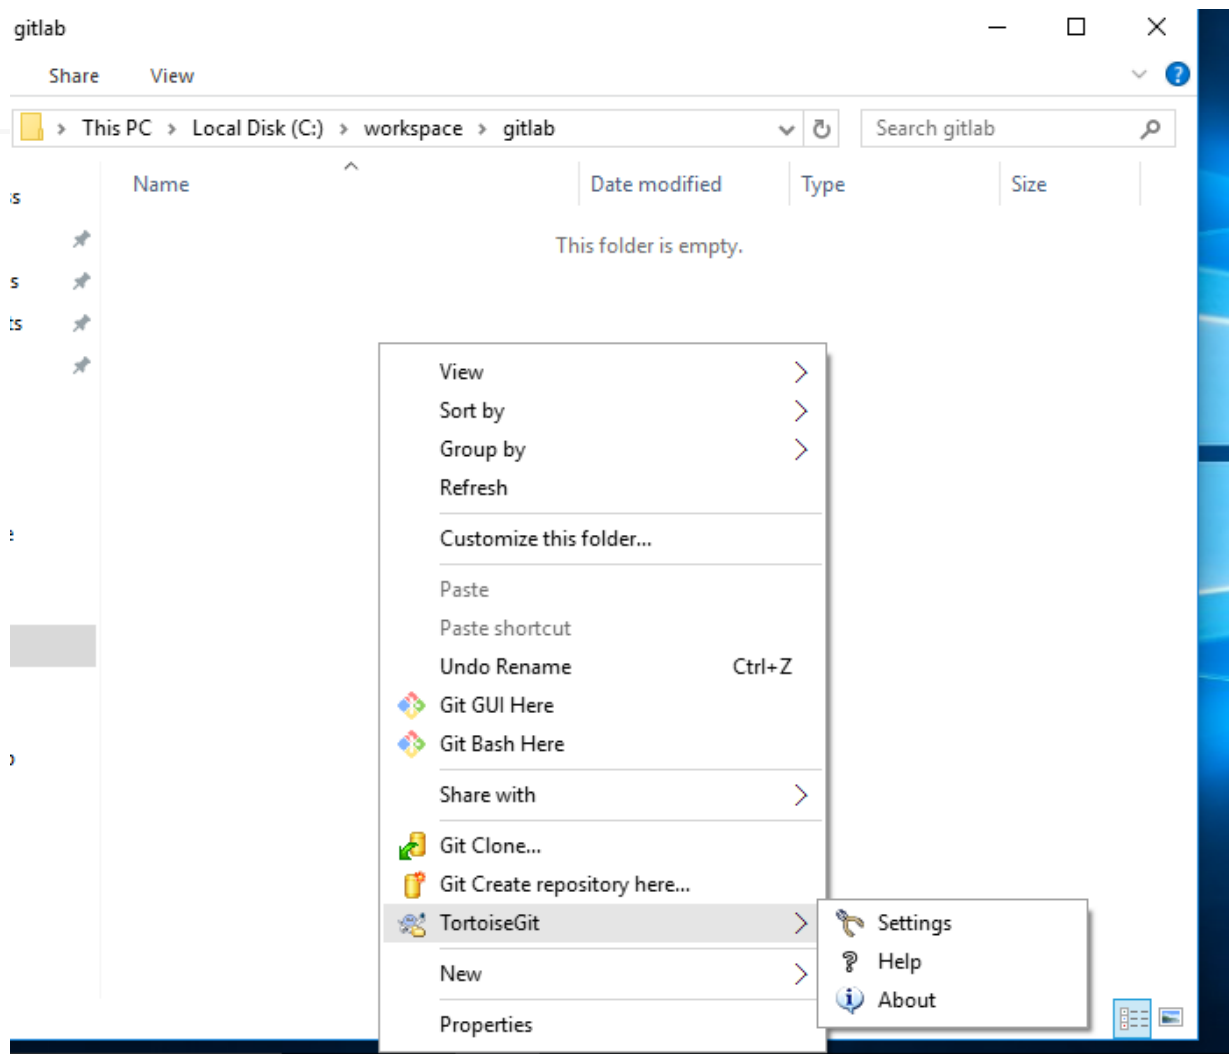 gitlab
Share View
This PC > Local Disk (C:) > workspace > gitlab Search gitlab
Name Date modified Type Size
This folder is empty.
View
Sort by
Group by
Refresh
Customize this folder...
Paste
Paste shortcut
Undo Rename Ctrl+Z
Git GUI Here
Git Bash Here
Share with
Git Clone...
Git Create repository here...
TortoiseGit
Settings
Help
About
New
Properties